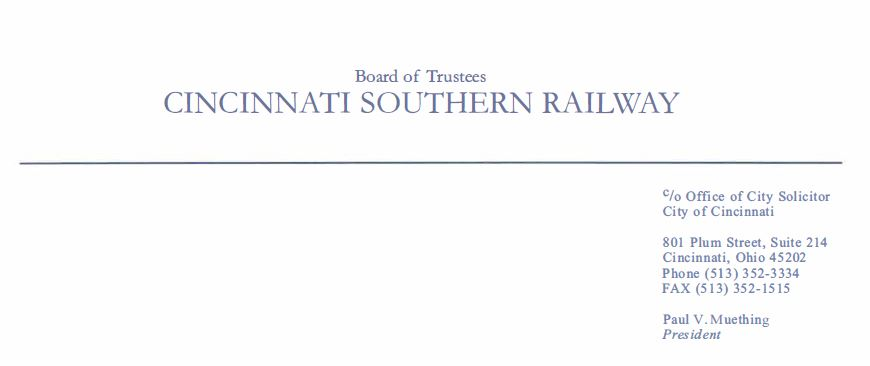 Board of Trustees
CINCINNATI SOUTHERN RAILWAY
c/o Office of City Solicitor
City of Cincinnati
801 Plum Street, Suite 214
Cincinnati, Ohio 45202
Phone (513) 352-3334
FAX (513) 352-1515
Paul V. Muething
President